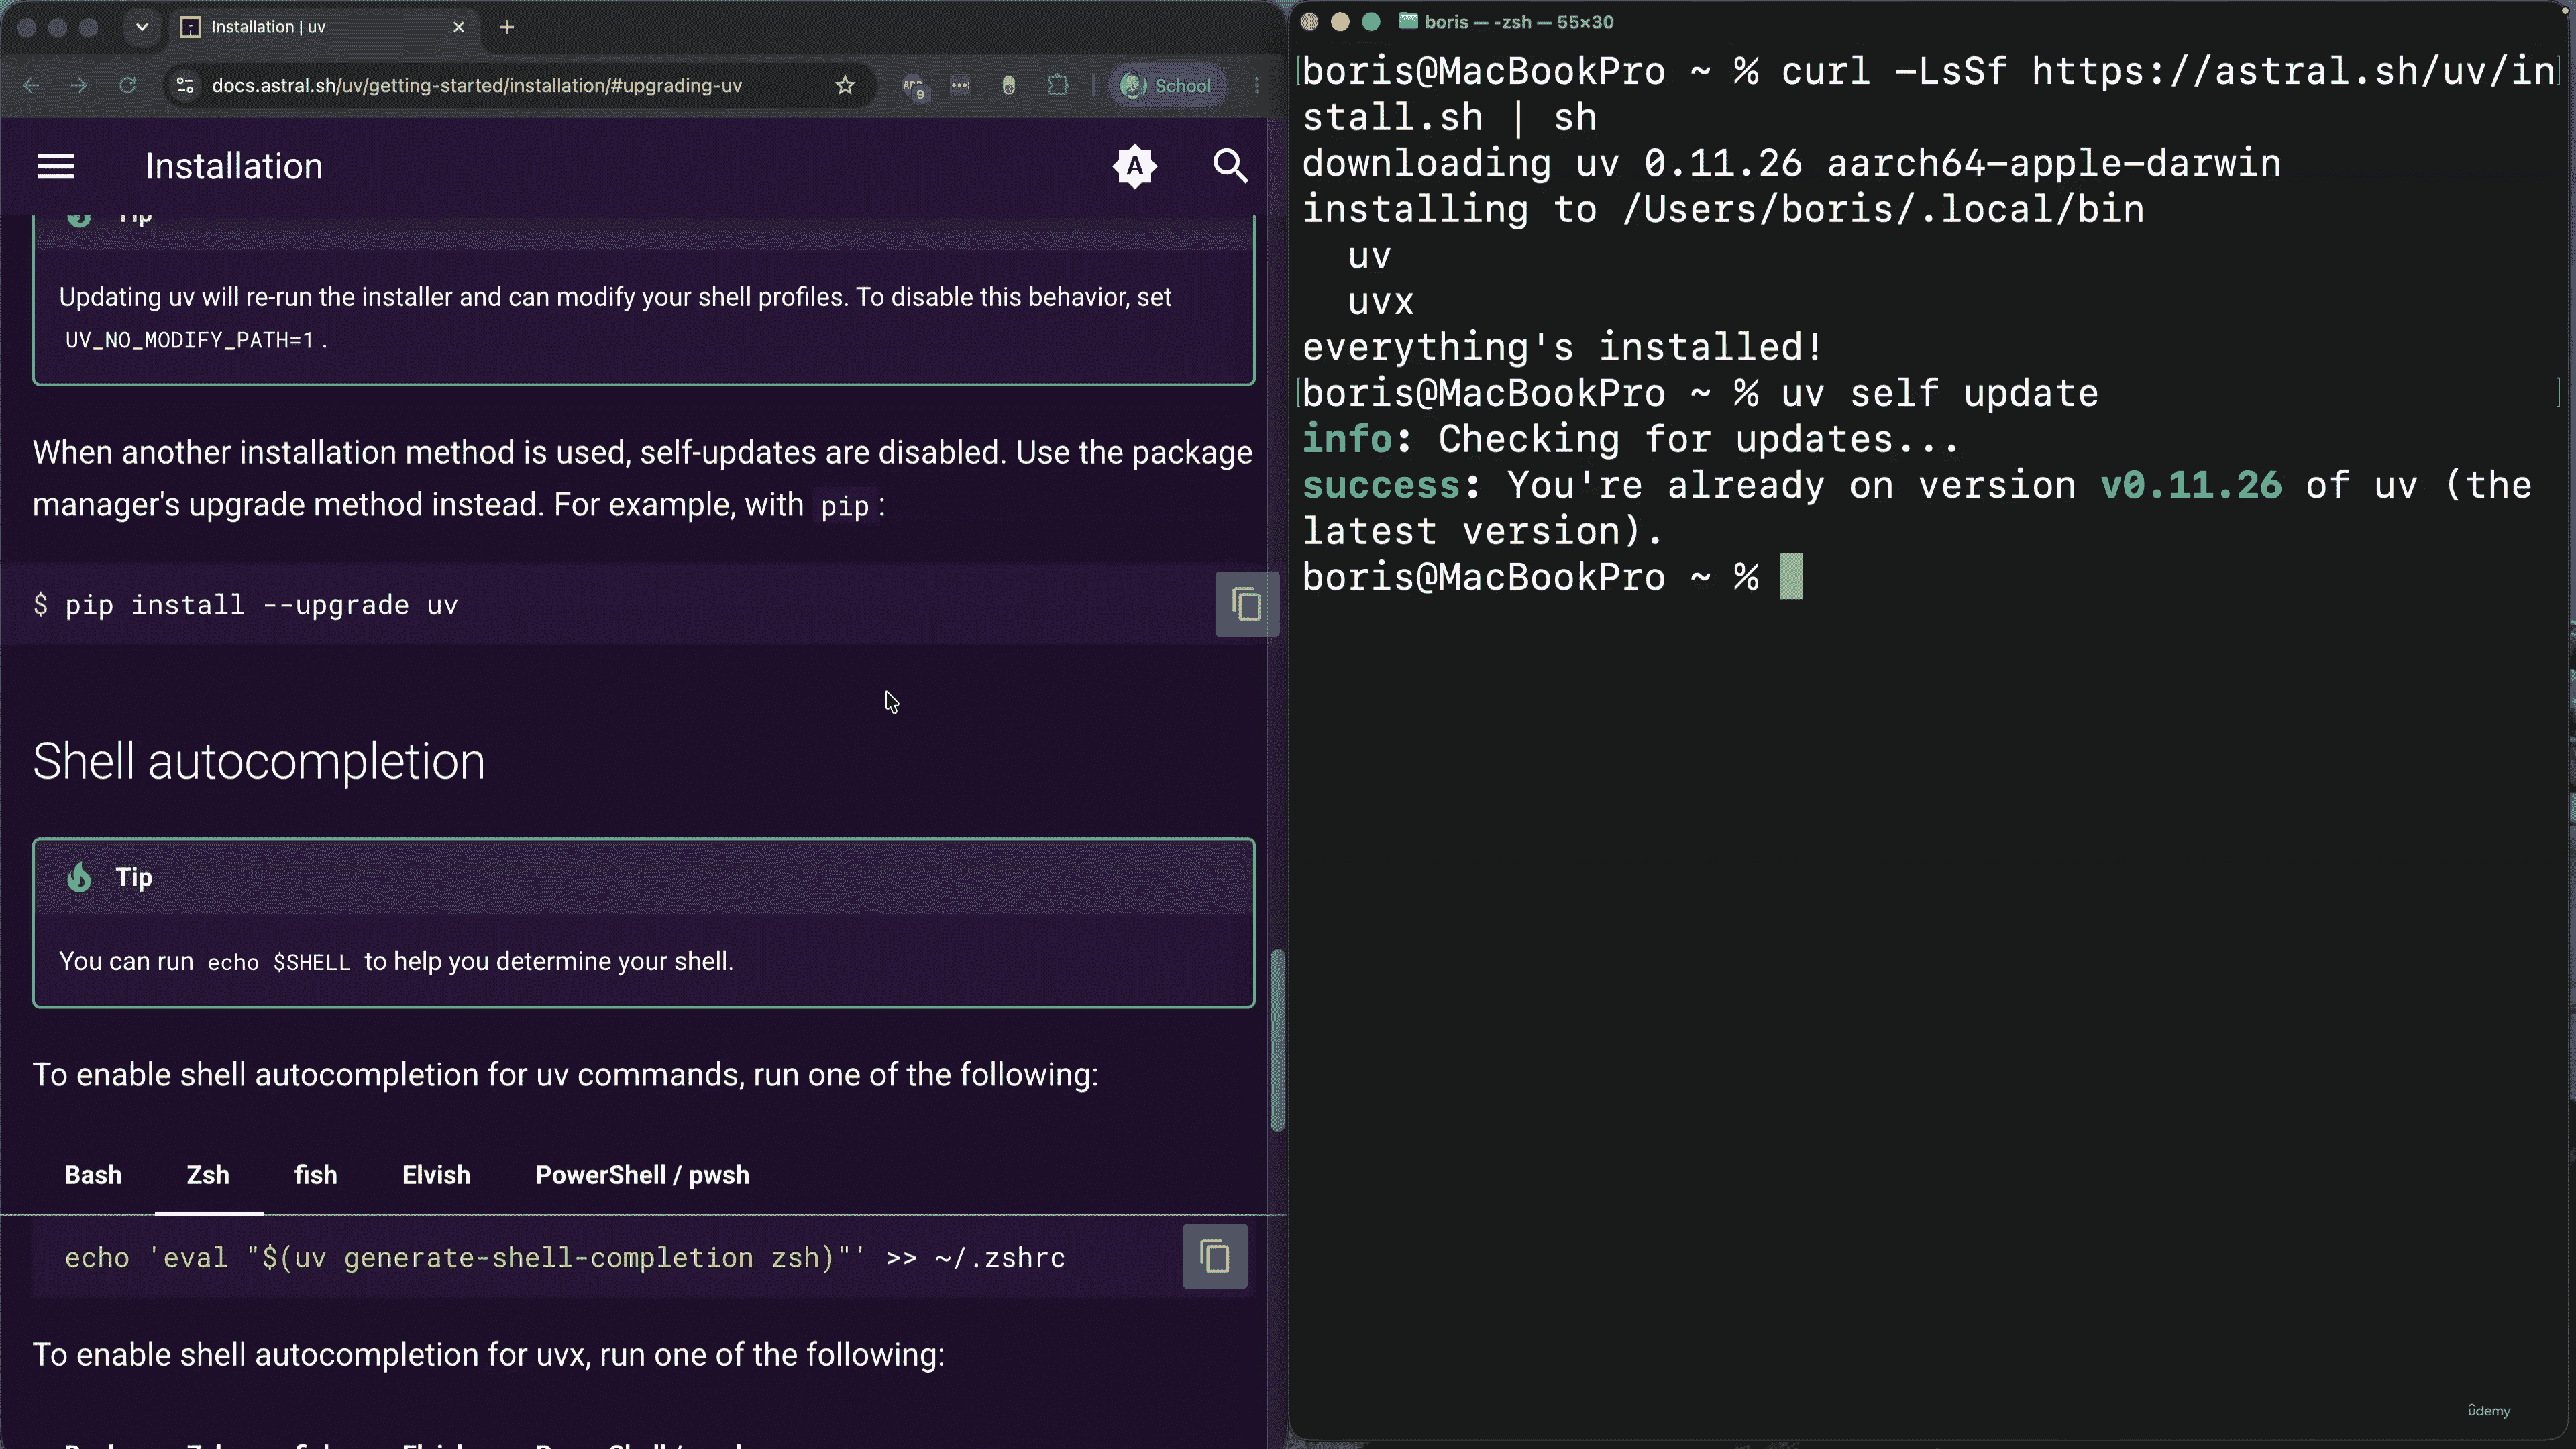 Installation | uv
docs.astral.sh/uv/getting-started/installation/#upgrading-uv
9
School
Installation
A
Tip
Updating uv will re-run the installer and can modify your shell profiles. To disable this behavior, set
UV_NO_MODIFY_PATH=1 .
When another installation method is used, self-updates are disabled. Use the package
manager's upgrade method instead. For example, with pip :
$ pip install --upgrade uv
Shell autocompletion
Tip
You can run echo $SHELL to help you determine your shell.
To enable shell autocompletion for uv commands, run one of the following:
Bash Zsh fish Elvish PowerShell / pwsh
echo 'eval "$(uv generate-shell-completion zsh)"' >> ~/.zshrc
To enable shell autocompletion for uvx, run one of the following:
boris — -zsh — 55×30
boris@MacBookPro ~ % curl -LsSf https://astral.sh/uv/in
stall.sh | sh
downloading uv 0.11.26 aarch64-apple-darwin
installing to /Users/boris/.local/bin
uv
uvx
everything's installed!
boris@MacBookPro ~ % uv self update
info: Checking for updates...
success: You're already on version v0.11.26 of uv (the
latest version).
boris@MacBookPro ~ %
ûdemy